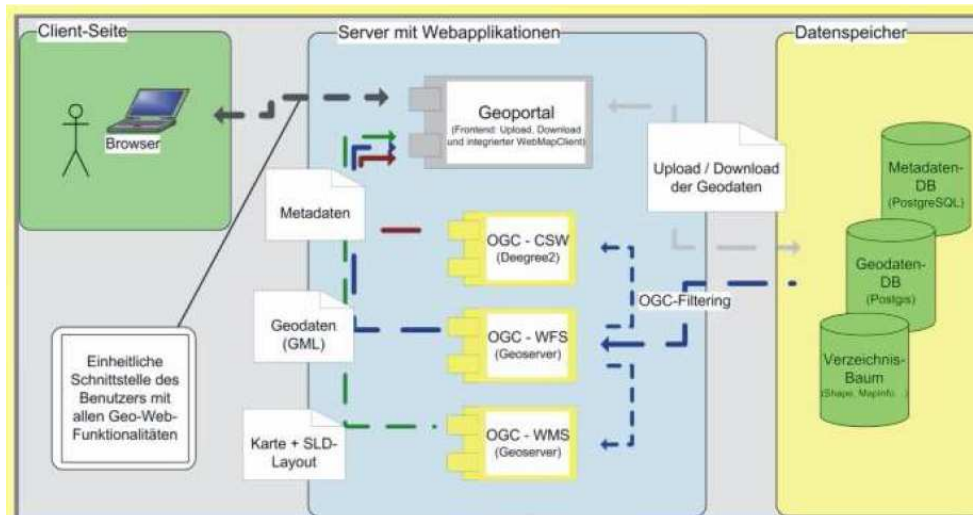 Client-Seite
Browser
Einheitliche
Schnittstelle des
Benutzers mit
allen Geo-Web-
Funktionalitäten
Server mit Webapplikationen
Geoportal
(Frontend: Upload, Download
und integrierter WebMapClient)
Metadaten
OGC - CSW
(Deegree2)
Geodaten
(GML)
OGC - WFS
(Geoserver)
Karte + SLD-
Layout
OGC - WMS
(Geoserver)
Upload / Download
der Geodaten
OGC-Filtering
Datenspeicher
Metadaten-
DB
(PostgreSQL)
Geodaten-
DB
(Postgis)
Verzeichnis-
Baum
(Shape, MapInfo...)